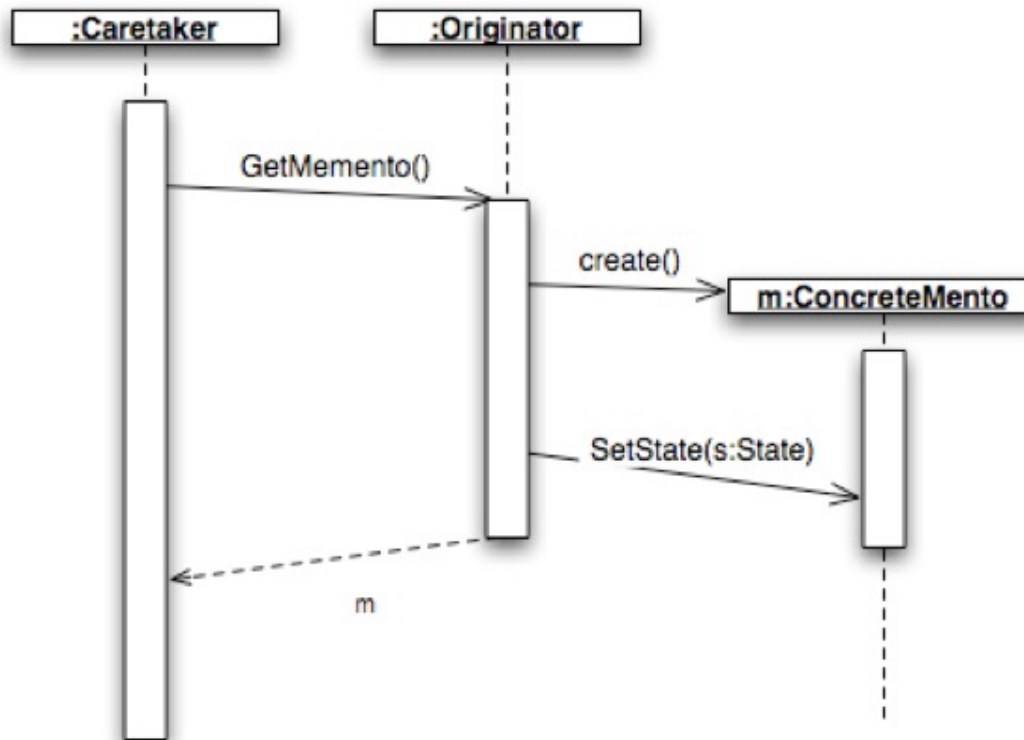 :Caretaker
:Originator
GetMemento()
create()
m:ConcreteMento
SetState(s:State)
m